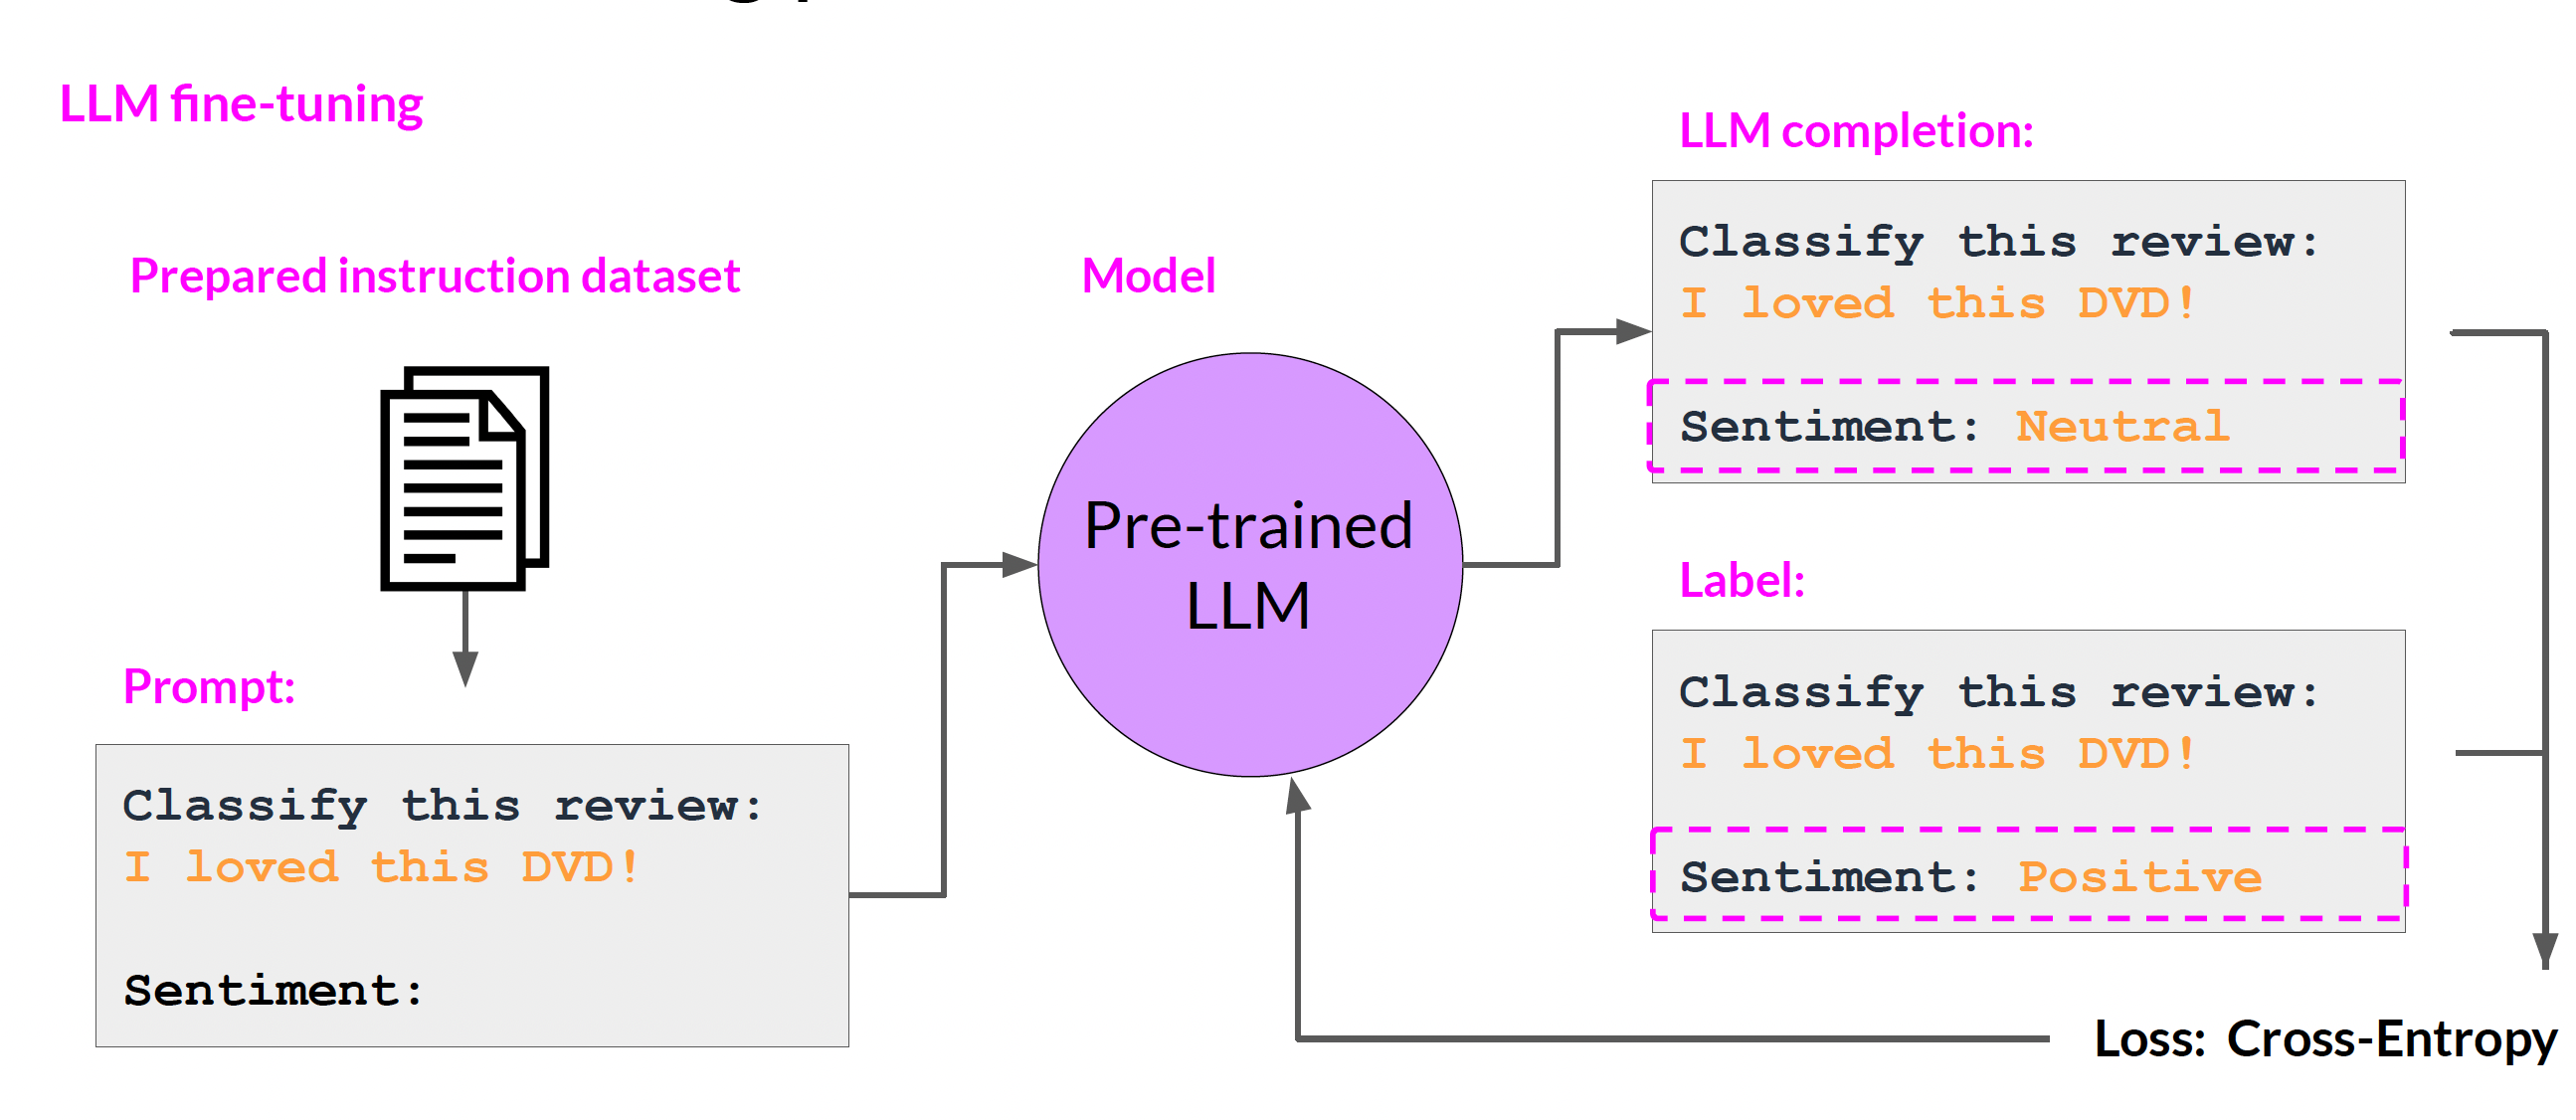 LLM fine-tuning
Prepared instruction dataset
Prompt:
Classify this review:
I loved this DVD!
Sentiment:
Model
Pre-trained
LLM
LLM completion:
Classify this review:
I loved this DVD!
Sentiment: Neutral
Label:
Classify this review:
I loved this DVD!
Sentiment: Positive
Loss: Cross-Entropy